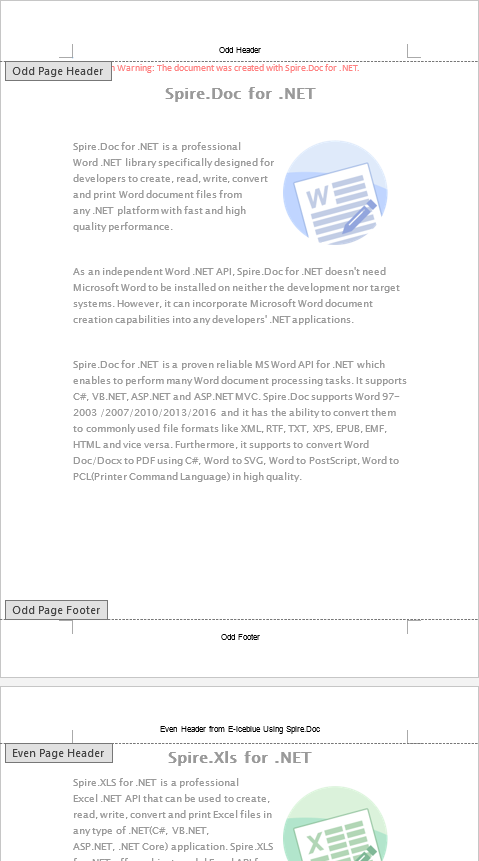 Odd Header
Odd Page Header
Warning: The document was created with Spire.Doc for .NET.
Spire.Doc for .NET
Spire.Doc for .NET is a professional
Word .NET library specifically designed for
developers to create, read, write, convert
and print Word document files from
any .NET platform with fast and high
quality performance.
W
As an independent Word .NET API, Spire.Doc for .NET doesn't need
Microsoft Word to be installed on neither the development nor target
systems. However, it can incorporate Microsoft Word document
creation capabilities into any developers' .NET applications.
Spire.Doc for .NET is a proven reliable MS Word API for .NET which
enables to perform many Word document processing tasks. It supports
C#, VB.NET, ASP.NET and ASP.NET MVC. Spire.Doc supports Word 97-
2003 /2007/2010/2013/2016 and it has the ability to convert them
to commonly used file formats like XML, RTF, TXT, XPS, EPUB, EMF,
HTML and vice versa. Furthermore, it supports to convert Word
Doc/Docx to PDF using C#, Word to SVG, Word to PostScript, Word to
PCL(Printer Command Language) in high quality.
Odd Page Footer
Odd Footer
Even Header from E-iceblue Using Spire.Doc
Even Page Header
Spire.Xls for .NET
Spire.XLS for .NET is a professional
Excel .NET API that can be used to create,
read, write, convert and print Excel files in
any type of .NET(C#, VB.NET,
ASP.NET, .NET Core) application. Spire.XLS
X